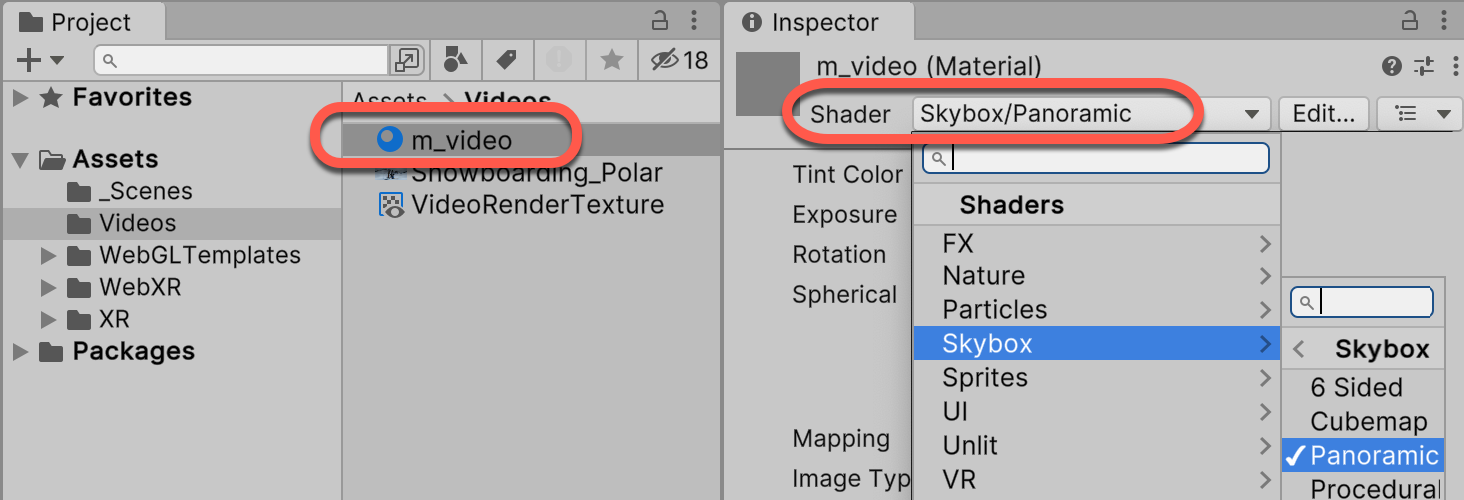 Project
18
Favorites
Assets > Videos
m_video
Assets
Snowboarding_Polar
_Scenes
VideoRenderTexture
Videos
WebGLTemplates
WebXR
XR
Packages
Inspector
m_video (Material)
Shader Skybox/Panoramic Edit...
Tint Color
Exposure
Rotation
Spherical
Mapping
Image Typ
Shaders
FX
Nature
Particles
Skybox
Sprites
UI
Unlit
VR
Skybox
6 Sided
Cubemap
Panoramic
Procedural